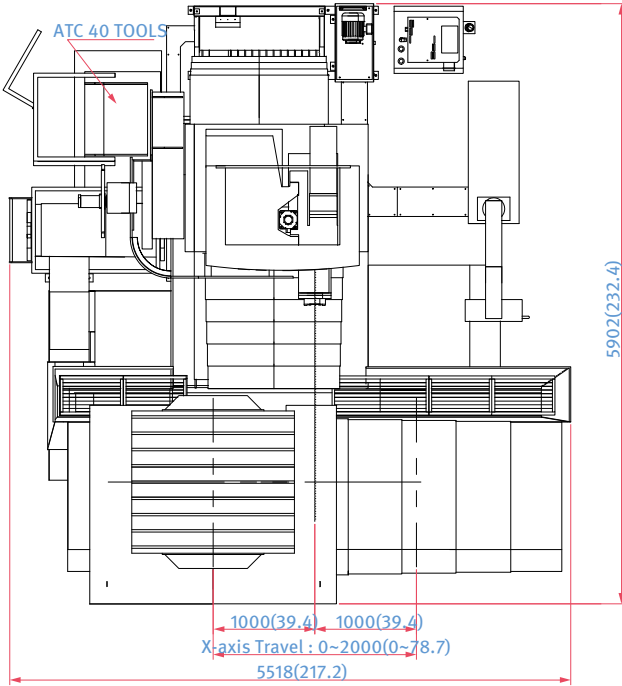 ATC 40 TOOLS
5902(232.4)
1000(39.4)
1000(39.4)
X-axis Travel : 0~2000(0~78.7)
5518(217.2)